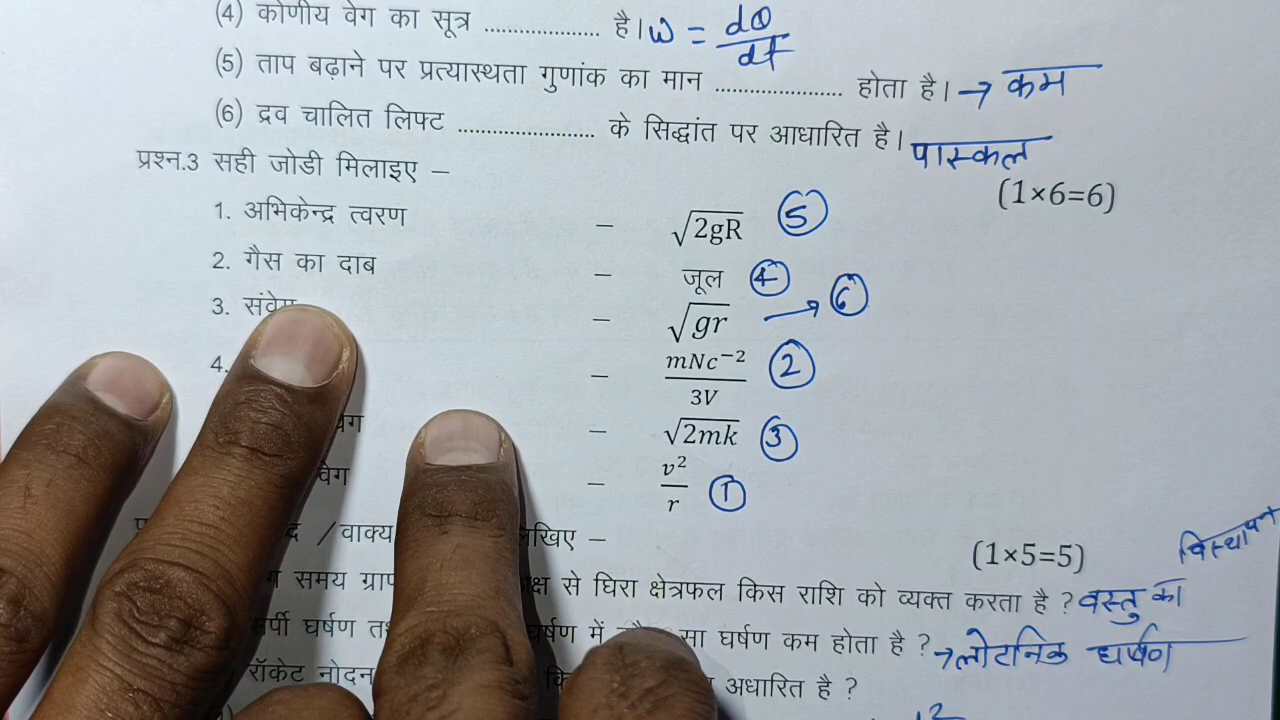 (4) कोणीय वेग का सूत्र .................... है। ω = dθ/dt
(5) ताप बढ़ाने पर प्रत्यास्थता गुणांक का मान ...................... होता है। → कम
(6) द्रव चालित लिफ्ट ........................ के सिद्धांत पर आधारित है। पास्कल
प्रश्न.3 सही जोडी मिलाइए –
(1×6=6)
1. अभिकेन्द्र त्वरण – √2gR 5
2. गैस का दाब – जूल 4
3. – √gr → 6
4. – mNc⁻²/3V 2
– √2mk 3
– v²/r 1
/वाक्य –
(1×5=5)
विस्थापन
समय से घिरा क्षेत्रफल किस राशि को व्यक्त करता है ? वस्तु का
घर्षण में सा घर्षण कम होता है ? → लोटनिक घर्षण
रॉकेट नोदन अधारित है ?